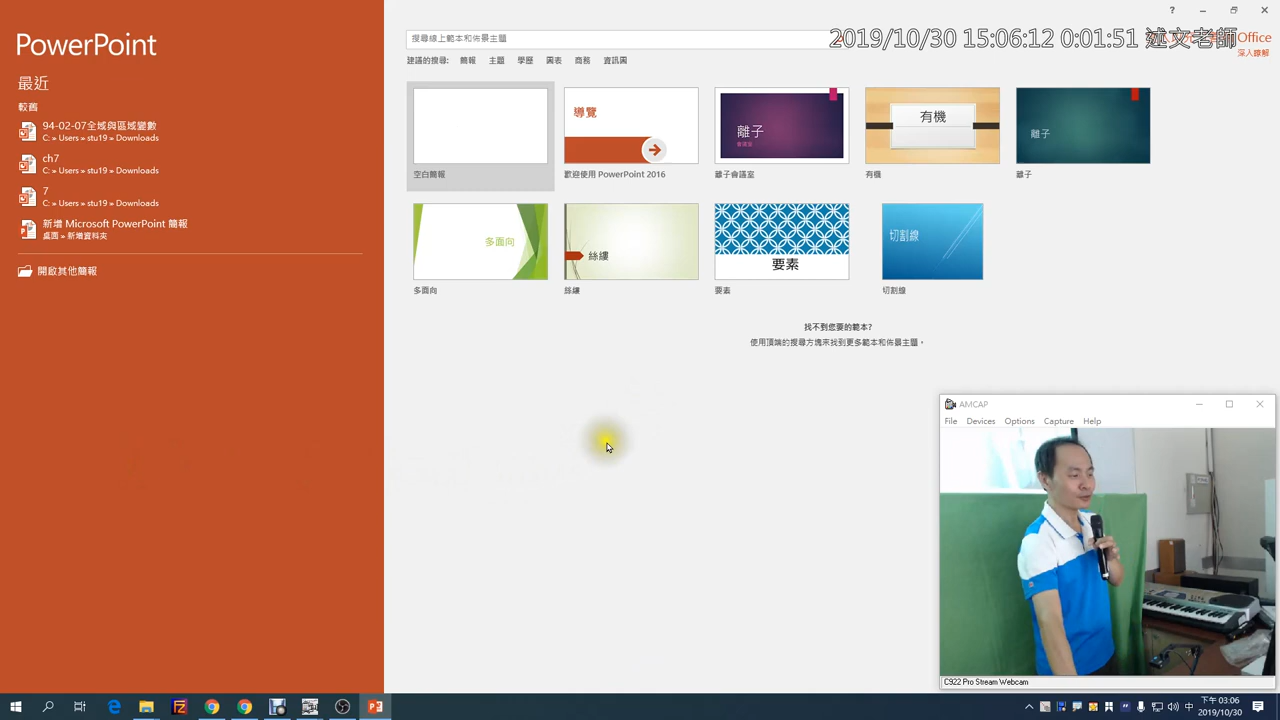 PowerPoint
最近
較舊
94-02-07全域與區域變數
C: » Users » stu19 » Downloads
ch7
C: » Users » stu19 » Downloads
7
C: » Users » stu19 » Downloads
新增 Microsoft PowerPoint 簡報
桌面 » 新增資料夾
開啟其他簡報
搜尋線上範本和佈景主題
2019/10/30 15:06:12 0:01:51 述文老師
Office
深入瞭解
建議的搜尋: 簡報 主題 學歷 圖表 商務 資訊圖
導覽
離子
會議室
有機
離子
空白簡報
歡迎使用 PowerPoint 2016
離子會議室
有機
離子
多面向
絲縷
要素
切割線
多面向
絲縷
要素
切割線
找不到您要的範本?
使用頂端的搜尋方塊來找到更多範本和佈景主題。
AMCAP
File Devices Options Capture Help
C922 Pro Stream Webcam
中
下午 03:06
2019/10/30